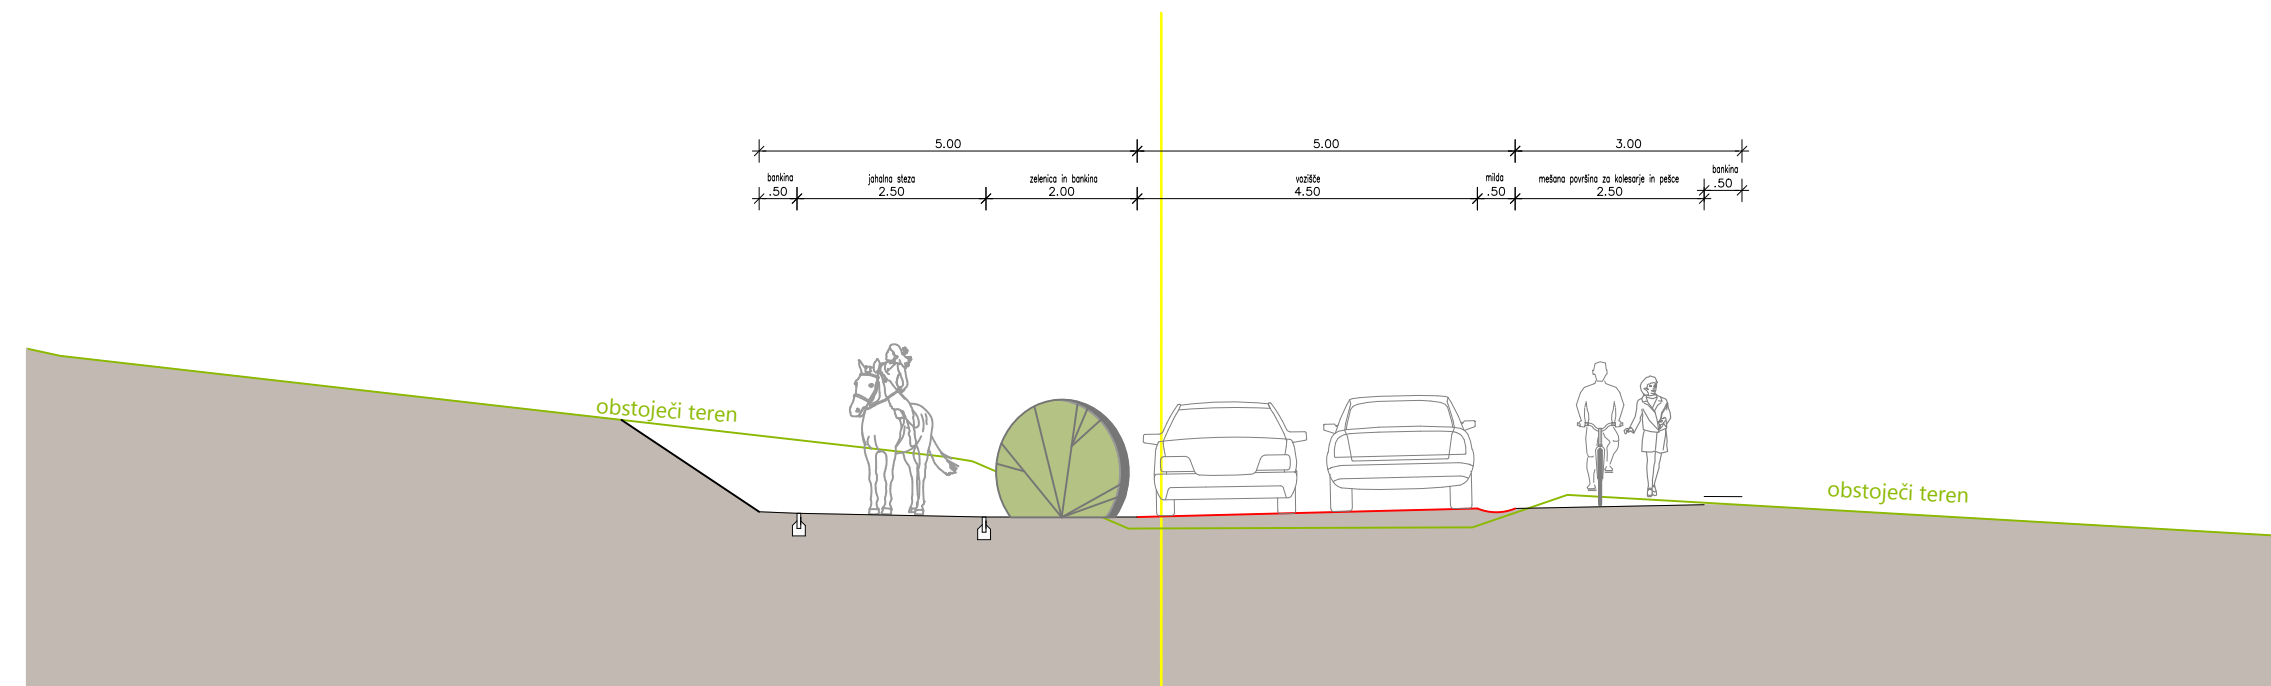 5.00 5.00 3.00
bankina jahalna steza zelenica in bankina vozišče milda mešana površina za kolesarje in pešce bankina
.50 2.50 2.00 4.50 .50 2.50 .50
obstoječi teren
obstoječi teren